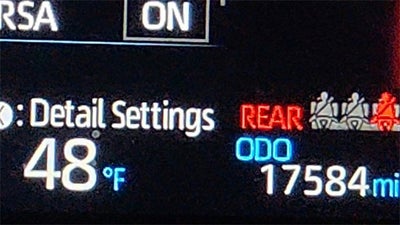 RSA ON
: Detail Settings
REAR
48°F
ODO
17584 mi